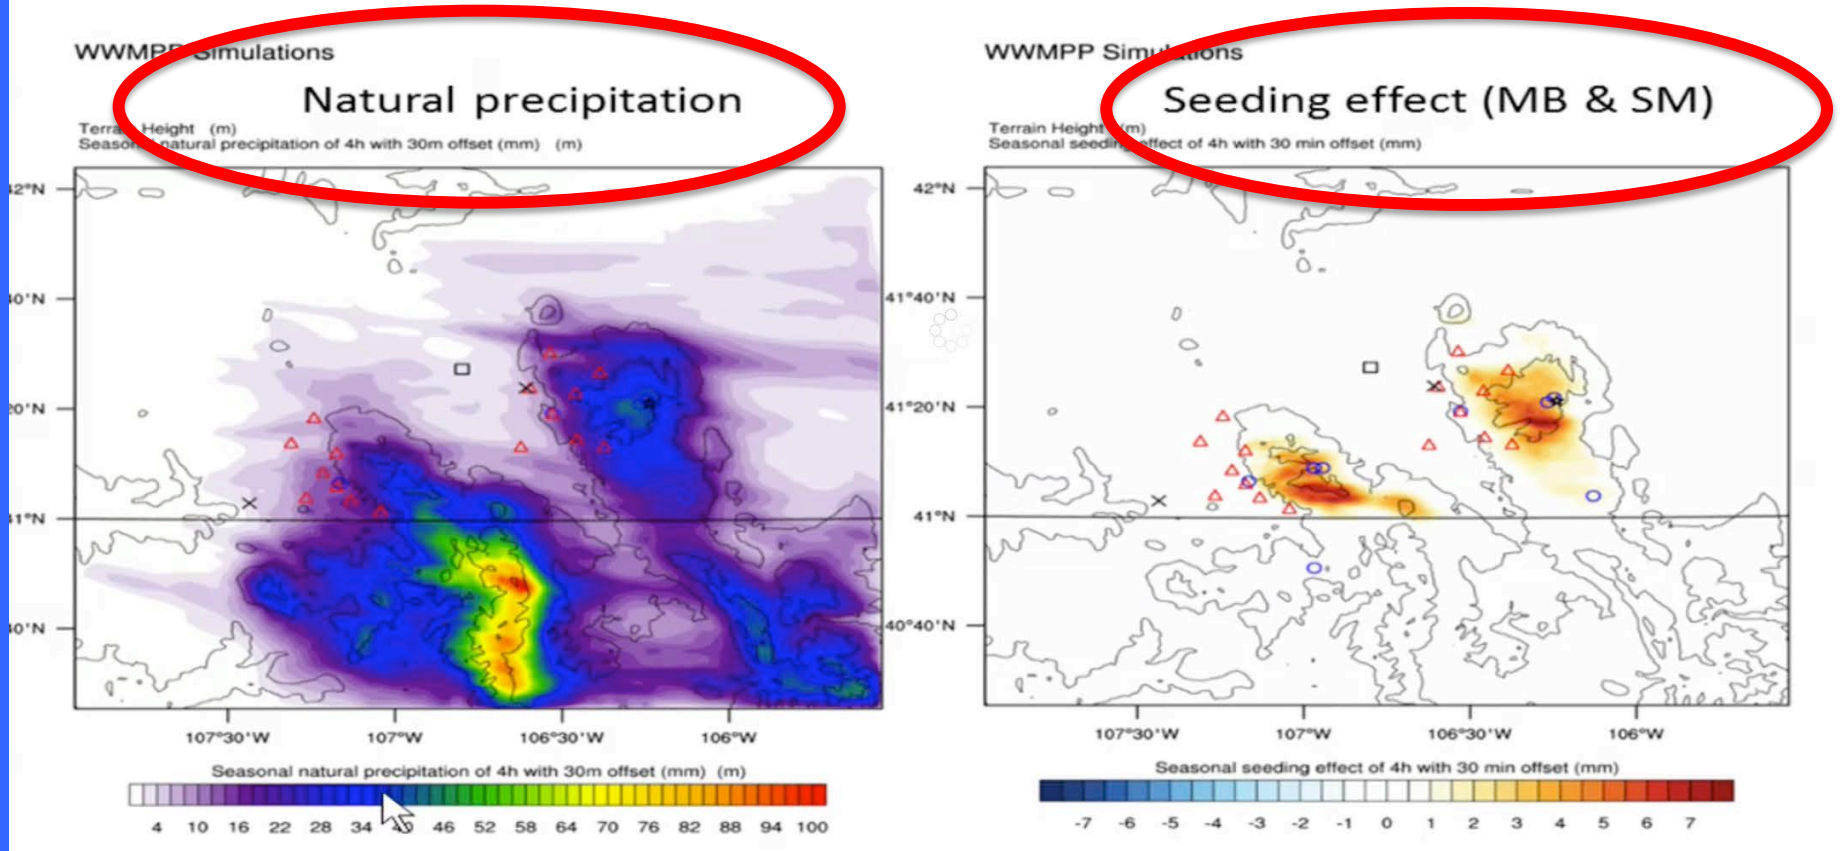 WWMPP Simulations
Natural precipitation
Terrain Height (m)
Seasonal natural precipitation of 4h with 30m offset (mm) (m)
42°N
40'N
20'N
41°N
40'N
107°30'W 107°W 106°30'W 106°W
Seasonal natural precipitation of 4h with 30m offset (mm) (m)
4 10 16 22 28 34 40 46 52 58 64 70 76 82 88 94 100
WWMPP Simulations
Seeding effect (MB & SM)
Terrain Height (m)
Seasonal seeding effect of 4h with 30 min offset (mm)
42°N
41°40'N
41°20'N
41°N
40°40'N
107°30'W 107°W 106°30'W 106°W
Seasonal seeding effect of 4h with 30 min offset (mm)
-7 -6 -5 -4 -3 -2 -1 0 1 2 3 4 5 6 7